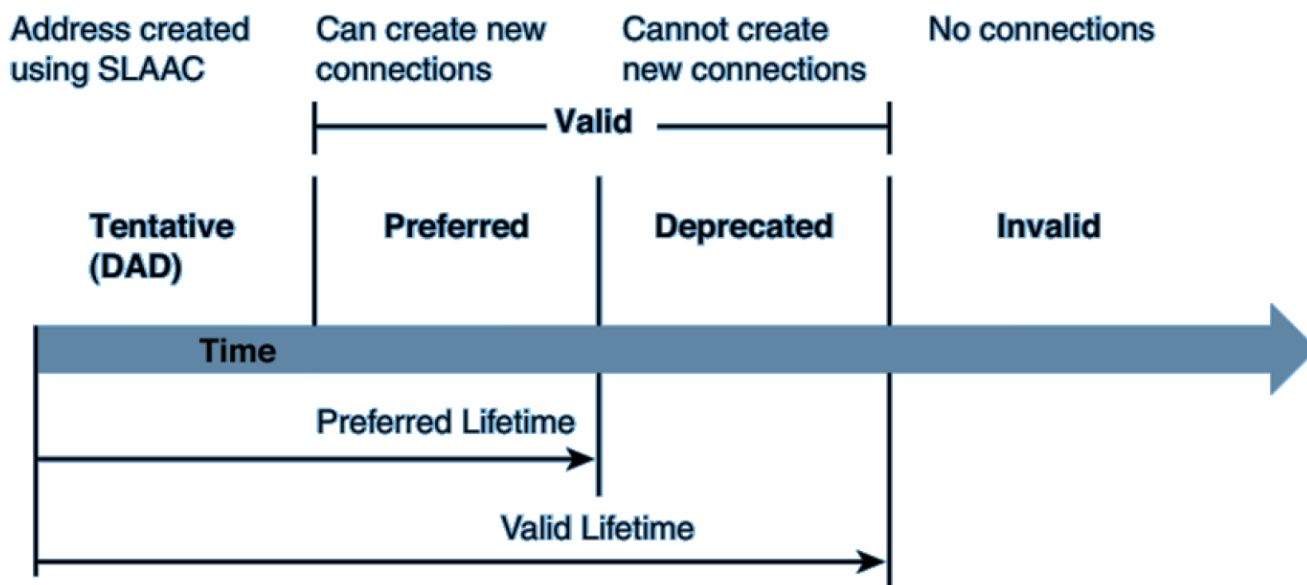 Address created
using SLAAC
Can create new
connections
Cannot create
new connections
No connections
Valid
Tentative
(DAD)
Preferred
Deprecated
Invalid
Time
Preferred Lifetime
Valid Lifetime